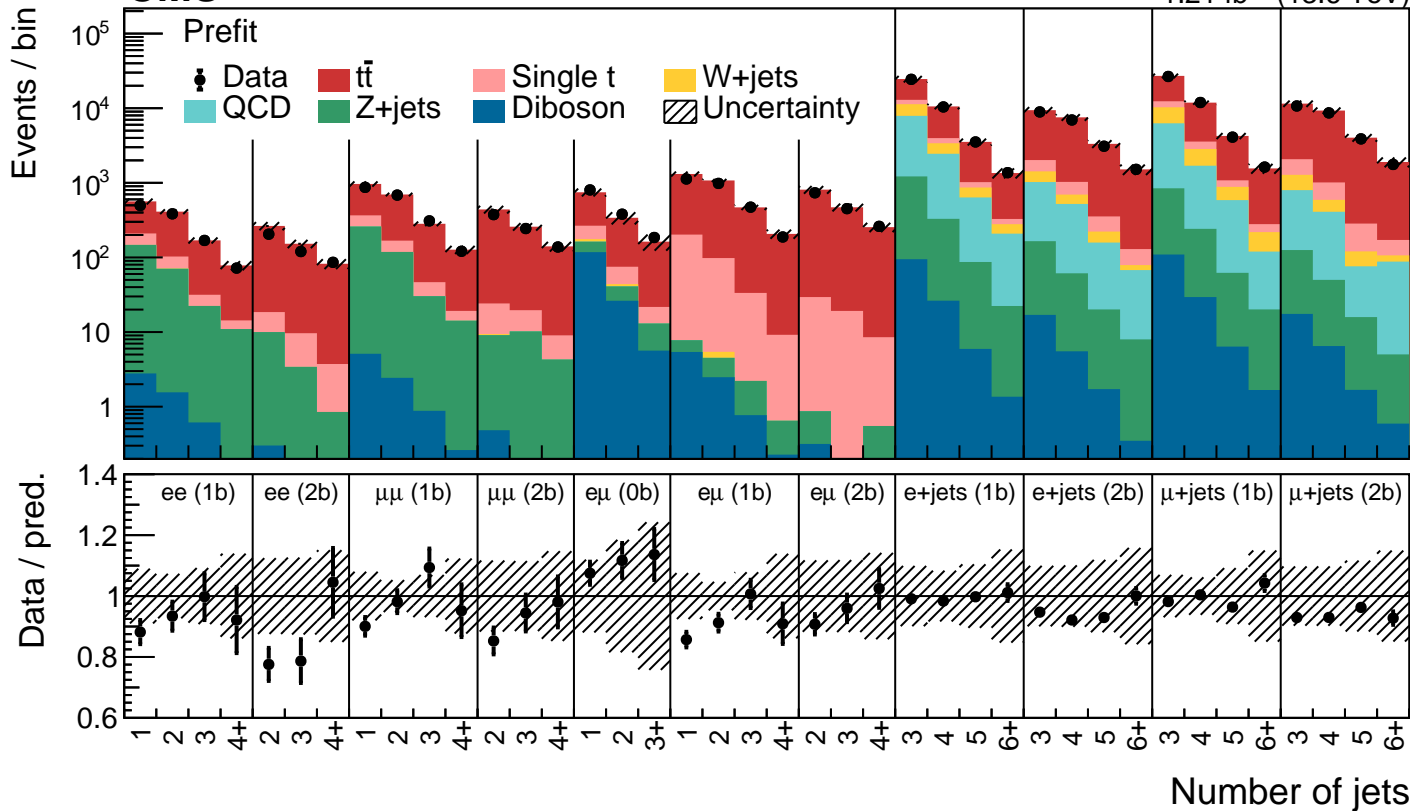 Events / bin
10⁵
10⁴
10³
10²
10
1
Prefit
Data
tt̄
Single t
W+jets
QCD
Z+jets
Diboson
Uncertainty
Data / pred.
1.4
1.2
1
0.8
0.6
ee (1b) ee (2b) μμ (1b) μμ (2b) eμ (0b) eμ (1b) eμ (2b) e+jets (1b) e+jets (2b) μ+jets (1b) μ+jets (2b)
1 2 3 4+ 2 3 4+ 1 2 3 4+ 2 3 4+ 1 2 3+ 1 2 3 4+ 2 3 4+ 3 4 5 6+ 3 4 5 6+ 3 4 5 6+ 3 4 5 6+
Number of jets